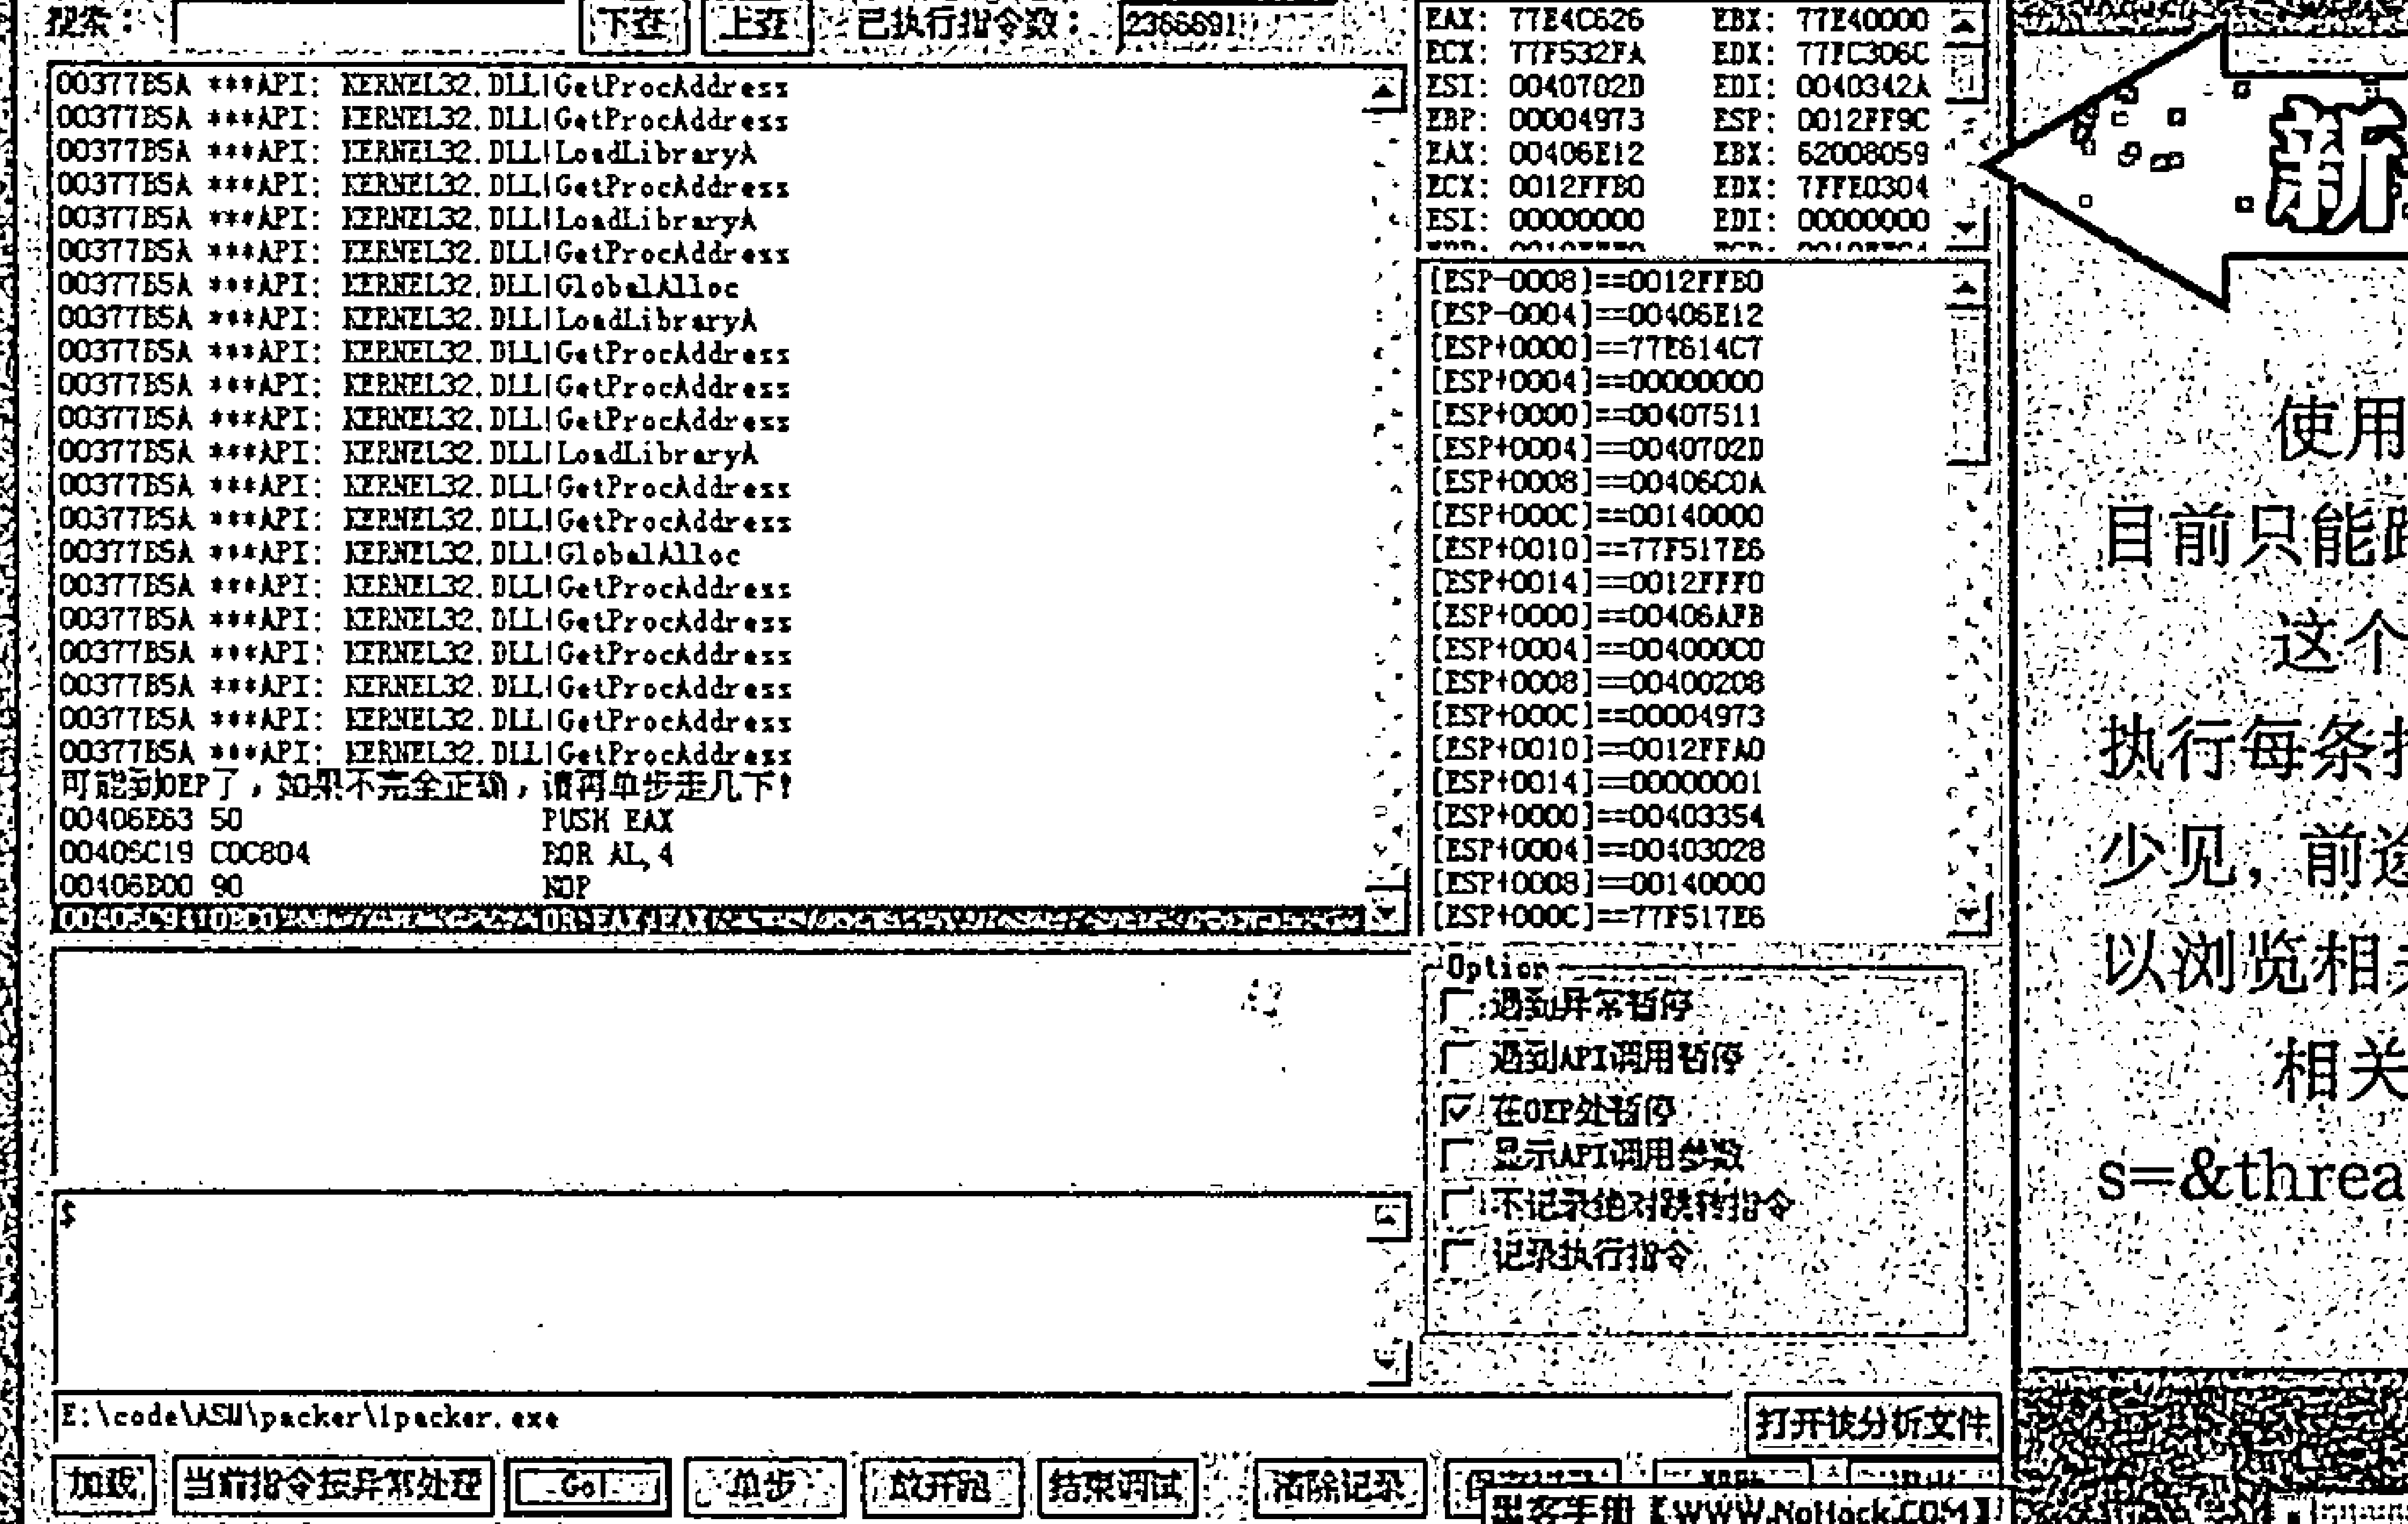 搜索：
下查 上查 已执行指令数： 2366891
00377B5A ***API: KERNEL32.DLL!GetProcAddress
00377B5A ***API: KERNEL32.DLL!GetProcAddress
00377B5A ***API: KERNEL32.DLL!LoadLibraryA
00377B5A ***API: KERNEL32.DLL!GetProcAddress
00377B5A ***API: KERNEL32.DLL!LoadLibraryA
00377B5A ***API: KERNEL32.DLL!GetProcAddress
00377B5A ***API: KERNEL32.DLL!GlobalAlloc
00377B5A ***API: KERNEL32.DLL!LoadLibraryA
00377B5A ***API: KERNEL32.DLL!GetProcAddress
00377B5A ***API: KERNEL32.DLL!GetProcAddress
00377B5A ***API: KERNEL32.DLL!GetProcAddress
00377B5A ***API: KERNEL32.DLL!LoadLibraryA
00377B5A ***API: KERNEL32.DLL!GetProcAddress
00377B5A ***API: KERNEL32.DLL!GetProcAddress
00377B5A ***API: KERNEL32.DLL!GlobalAlloc
00377B5A ***API: KERNEL32.DLL!GetProcAddress
00377B5A ***API: KERNEL32.DLL!GetProcAddress
00377B5A ***API: KERNEL32.DLL!GetProcAddress
00377B5A ***API: KERNEL32.DLL!GetProcAddress
00377B5A ***API: KERNEL32.DLL!GetProcAddress
00377B5A ***API: KERNEL32.DLL!GetProcAddress
可能到OEP了，如果不完全正确，请再单步走几下！
00406E63 50 PUSH EAX
00406C19 C0C804 ROR AL,4
00406E00 90 NOP
OR EAX,EAX
EAX: 77E4C626 EBX: 77E40000
ECX: 77F532FA EDX: 77FC306C
ESI: 0040702D EDI: 0040342A
EBP: 00004973 ESP: 0012FF9C
EAX: 00406E12 EBX: 62008059
ECX: 0012FFB0 EDX: 7FFE0304
ESI: 00000000 EDI: 00000000
[ESP-0008]==0012FFB0
[ESP-0004]==00406E12
[ESP+0000]==77E614C7
[ESP+0004]==00000000
[ESP+0000]==00407511
[ESP+0004]==0040702D
[ESP+0008]==00406C0A
[ESP+000C]==00140000
[ESP+0010]==77F517E6
[ESP+0014]==0012FFF0
[ESP+0000]==00406AFB
[ESP+0004]==004000C0
[ESP+0008]==00400208
[ESP+000C]==00004973
[ESP+0010]==0012FFA0
[ESP+0014]==00000001
[ESP+0000]==00403354
[ESP+0004]==00403028
[ESP+0008]==00140000
[ESP+000C]==77F517E6
Option
遇到异常暂停
遇到API调用暂停
在OEP处暂停
显示API调用参数
不记录绝对跳转指令
记录执行指令
$
E:\code\ASM\packer\1packer.exe
打开被分析文件
加载 当前指令按异常处理 Go! 单步 放开跑 结束调试 清除记录
黑客手册【WWW.NoHack.COM】
新
使用
目前只能
这个
执行每条
少见，前途
以浏览相关
相关
s=&threa